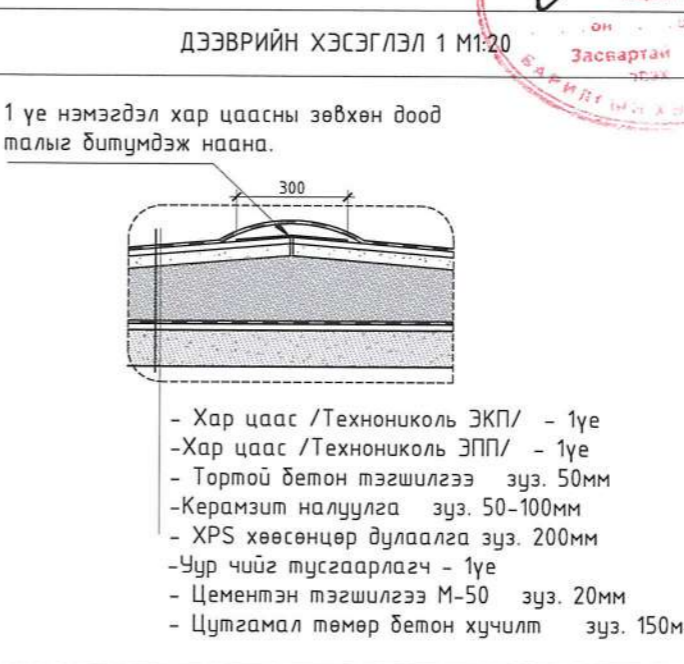 ДЭЭВРИЙН ХЭСЭГЛЭЛ 1 М1:20
он
Засвартай
1 үе нэмэгдэл хар цаасны зөвхөн доод
талыг битумдэж наана.
300
- Хар цаас /Технониколь ЭКП/ - 1үе
-Хар цаас /Технониколь ЭПП/ - 1үе
- Тортой бетон тэгшилгээ зуз. 50мм
-Керамзит налуулга зуз. 50-100мм
- XPS хөөсөнцөр дулаалга зуз. 200мм
-Уур чийг тусгаарлагч - 1үе
- Цементэн тэгшилгээ М-50 зуз. 20мм
- Цутгамал төмөр бетон хучилт зуз. 150м